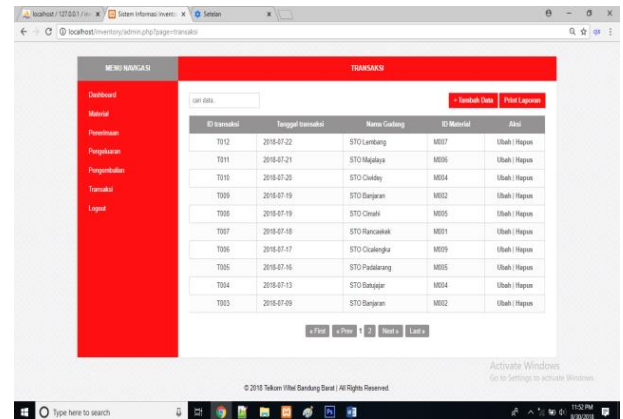 localhost / 127.0.0.1 /
Sistem Informasi Invent
Setelan
localhost/inventory/admin.php?page=transaksi
MENU NAVIGASI
TRANSAKSI
Dashboard
Material
Penerimaan
Pengeluaran
Pengembalian
Transaksi
Logout
cari data..
+ Tambah Data
Print Laporan
ID transaksi Tanggal transaksi Nama Gudang ID Material Aksi
T012 2018-07-22 STO Lembang M007 Ubah | Hapus
T011 2018-07-21 STO Majalaya M006 Ubah | Hapus
T010 2018-07-20 STO Ciwidey M004 Ubah | Hapus
T009 2018-07-19 STO Banjaran M002 Ubah | Hapus
T008 2018-07-19 STO Cimahi M005 Ubah | Hapus
T007 2018-07-18 STO Rancaekek M001 Ubah | Hapus
T006 2018-07-17 STO Cicalengka M009 Ubah | Hapus
T005 2018-07-16 STO Padalarang M005 Ubah | Hapus
T004 2018-07-13 STO Batujajar M004 Ubah | Hapus
T003 2018-07-09 STO Banjaran M002 Ubah | Hapus
« First « Prev 1 2 Next » Last »
Activate Windows
Go to Settings to activate Windows.
© 2018 Telkom Witel Bandung Barat | All Rights Reserved.
Type here to search
11:52 PM
9/30/2018